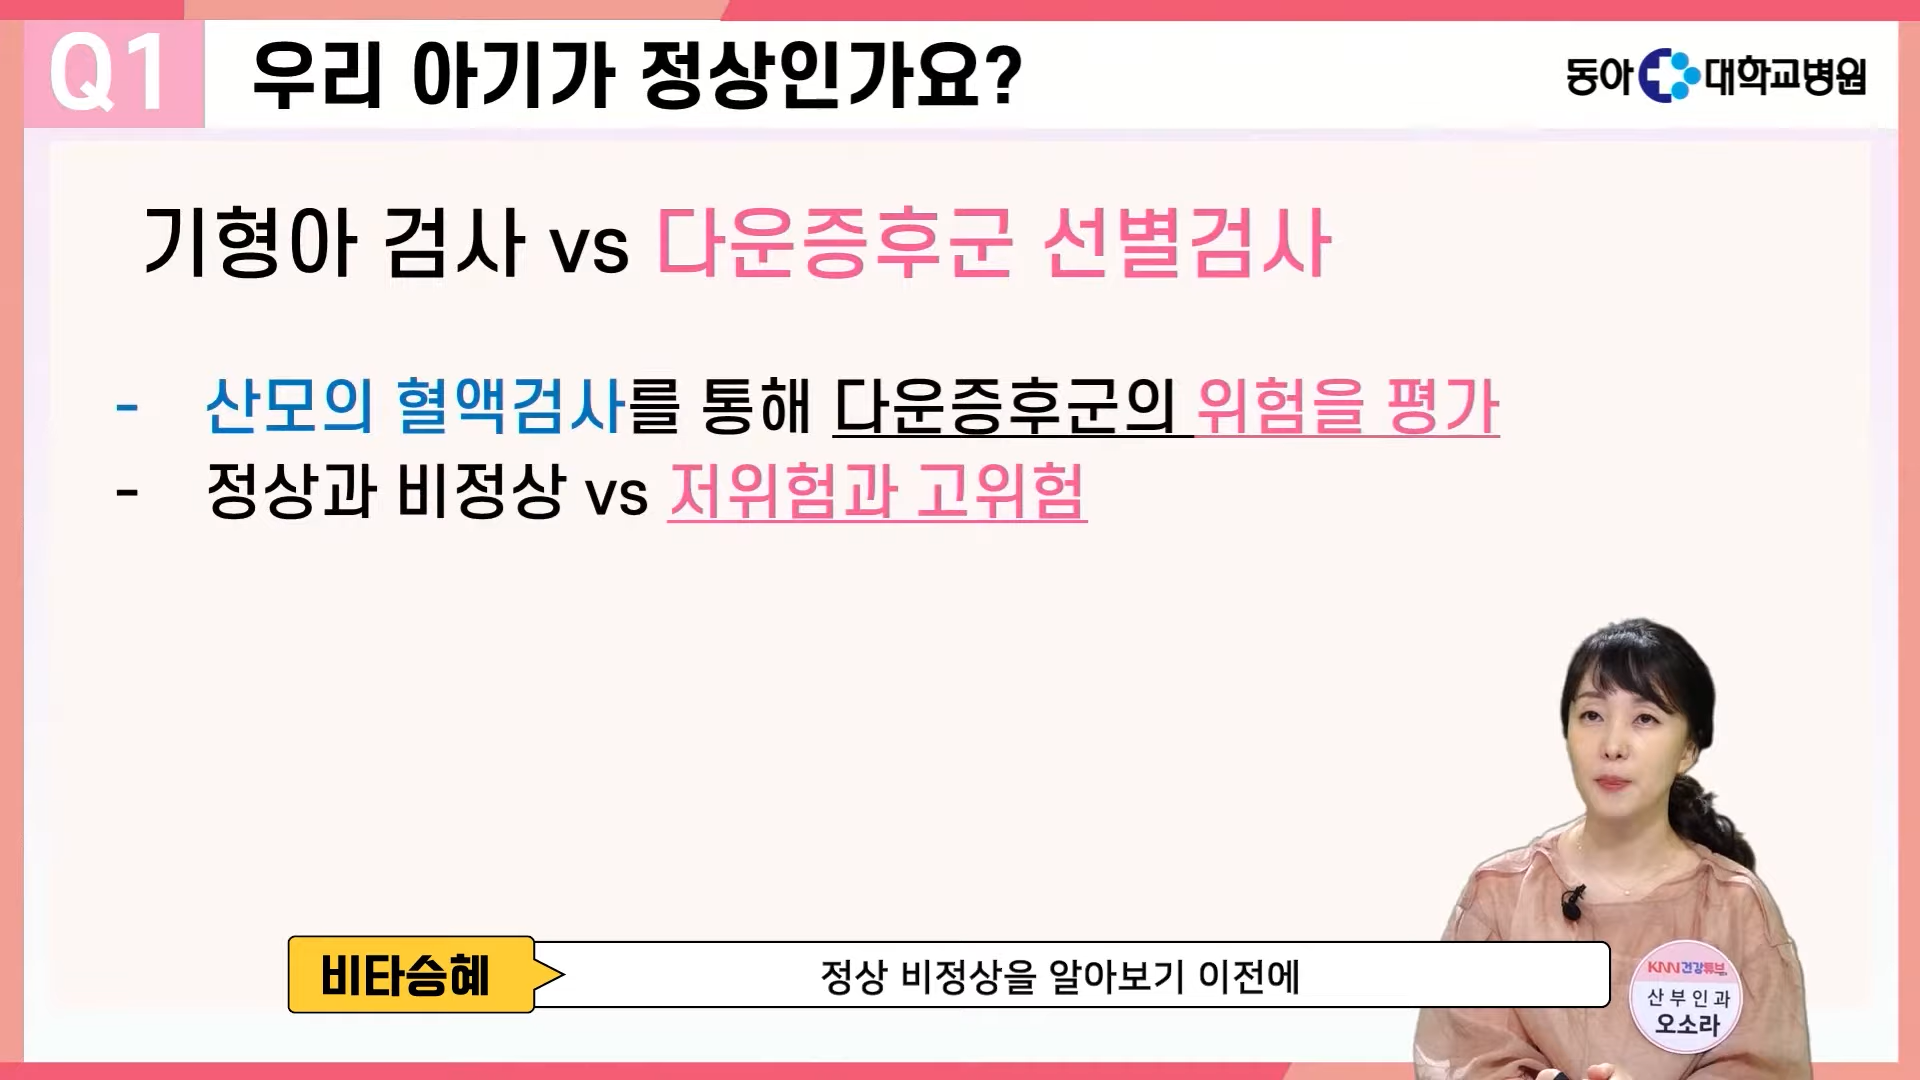 Q1 우리 아기가 정상인가요?
동아대학교병원
기형아 검사 vs 다운증후군 선별검사
- 산모의 혈액검사를 통해 다운증후군의 위험을 평가
- 정상과 비정상 vs 저위험과 고위험
비타승혜
정상 비정상을 알아보기 이전에
KNN건강튜브
산부인과
오소라